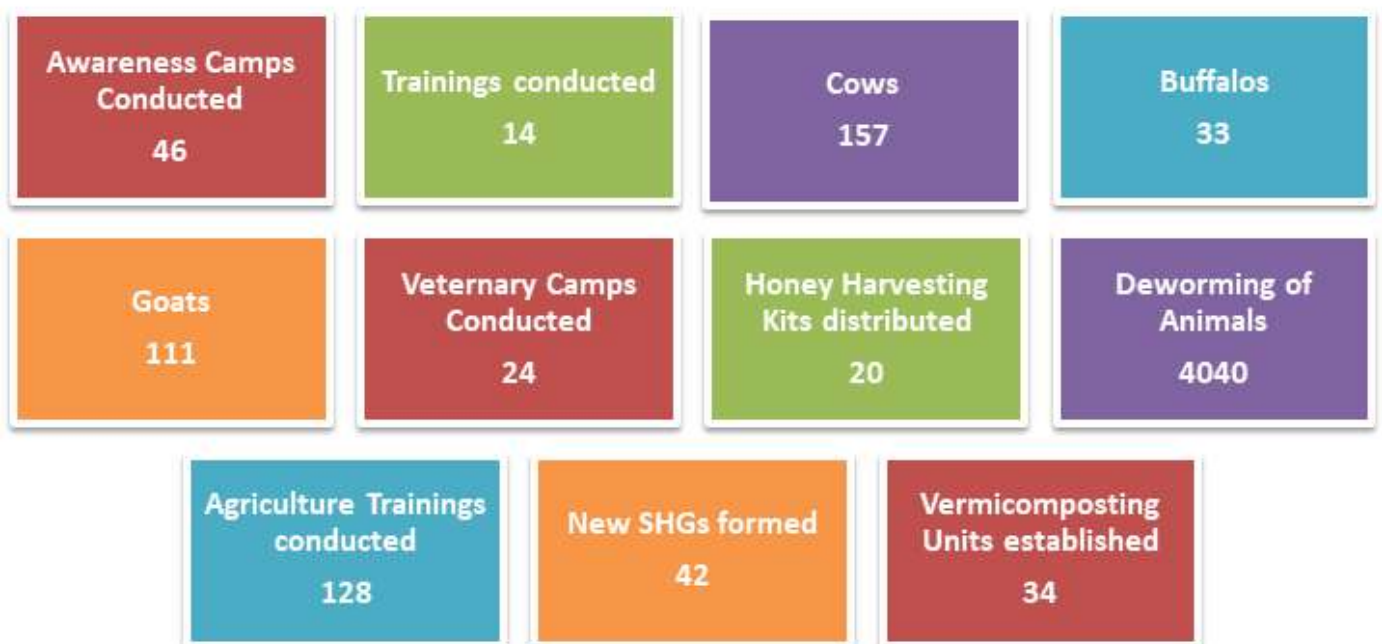 Awareness Camps
Conducted
46
Trainings conducted
14
Cows
157
Buffalos
33
Goats
111
Veternary Camps
Conducted
24
Honey Harvesting
Kits distributed
20
Deworming of
Animals
4040
Agriculture Trainings
conducted
128
New SHGs formed
42
Vermicomposting
Units established
34